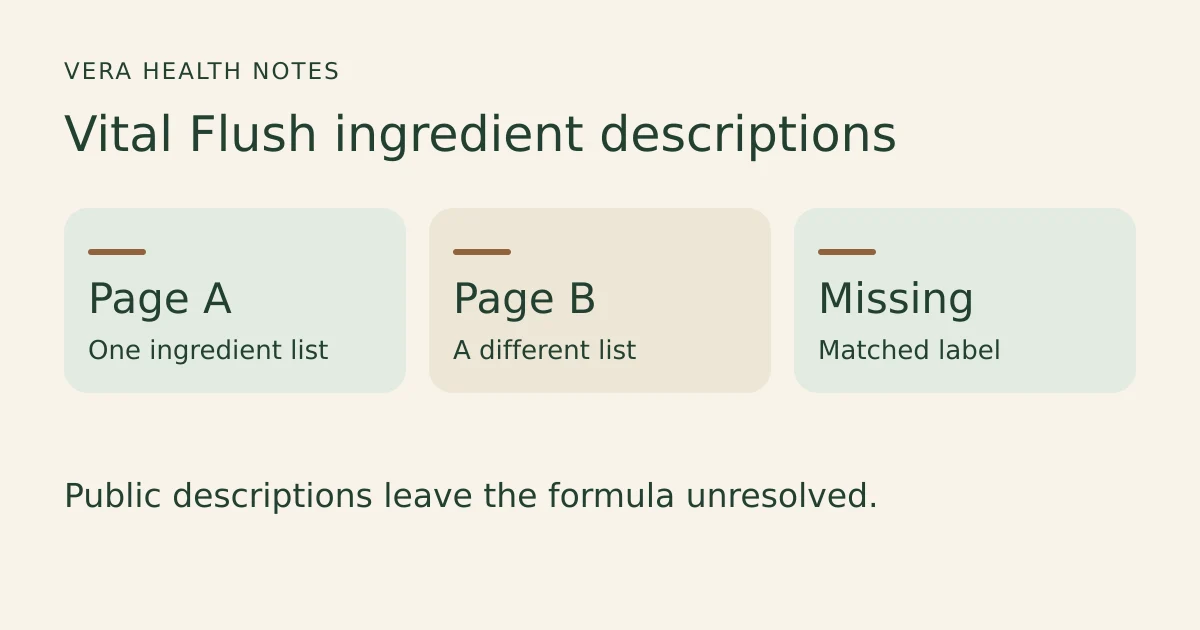 VERA HEALTH NOTES
Vital Flush ingredient descriptions
Page A
One ingredient list
Page B
A different list
Missing
Matched label
Public descriptions leave the formula unresolved.